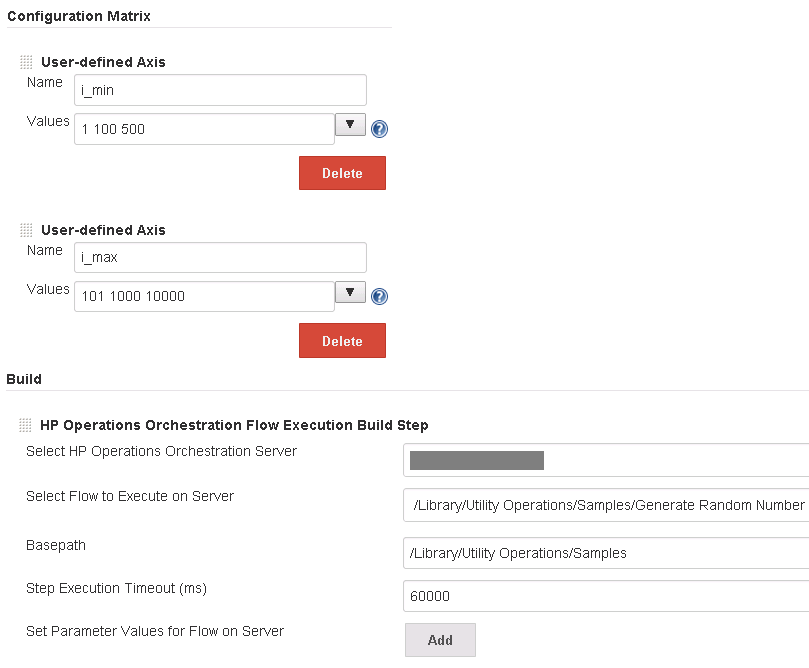 Configuration Matrix
User-defined Axis
Name
i_min
Values
1 100 500
Delete
User-defined Axis
Name
i_max
Values
101 1000 10000
Delete
Build
HP Operations Orchestration Flow Execution Build Step
Select HP Operations Orchestration Server
Select Flow to Execute on Server
/Library/Utility Operations/Samples/Generate Random Number
Basepath
/Library/Utility Operations/Samples
Step Execution Timeout (ms)
60000
Set Parameter Values for Flow on Server
Add